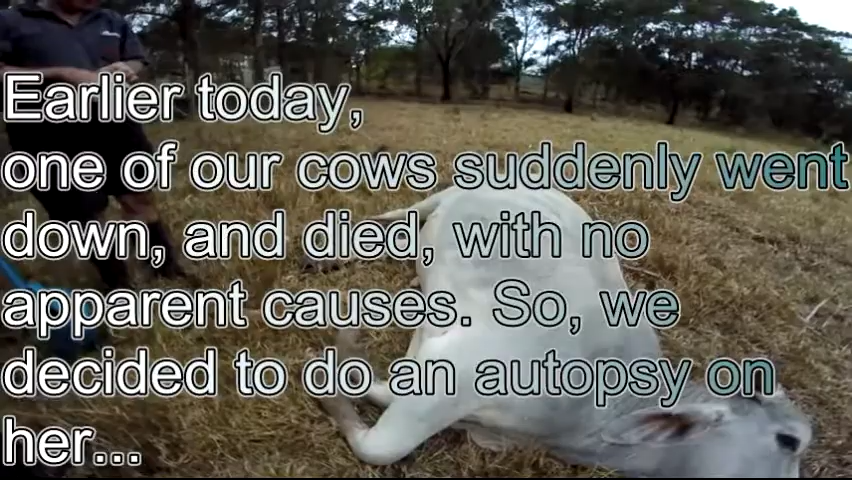 Earlier today,
one of our cows suddenly went
down, and died, with no
apparent causes. So, we
decided to do an autopsy on
her...